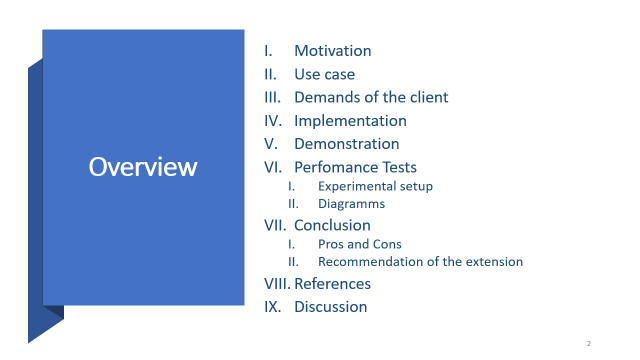 Overview
I. Motivation
II. Use case
III. Demands of the client
IV. Implementation
V. Demonstration
VI. Perfomance Tests
I. Experimental setup
II. Diagramms
VII. Conclusion
I. Pros and Cons
II. Recommendation of the extension
VIII. References
IX. Discussion
2